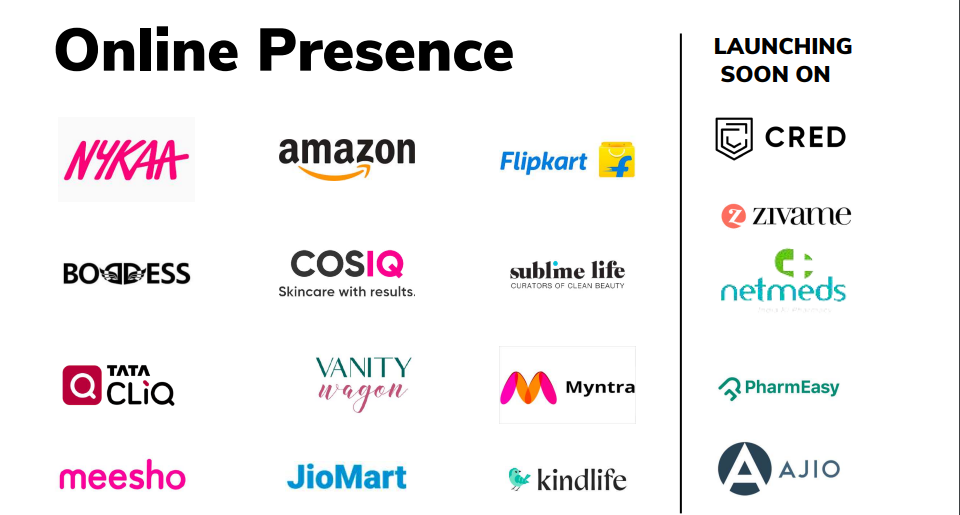 Online Presence
NYKAA
amazon
Flipkart
BODDESS
COSIQ
Skincare with results.
sublime life
CURATORS OF CLEAN BEAUTY
TATA
CLiQ
VANITY
wagon
Myntra
meesho
JioMart
kindlife
LAUNCHING
SOON ON
CRED
zivame
netmeds
PharmEasy
AJIO